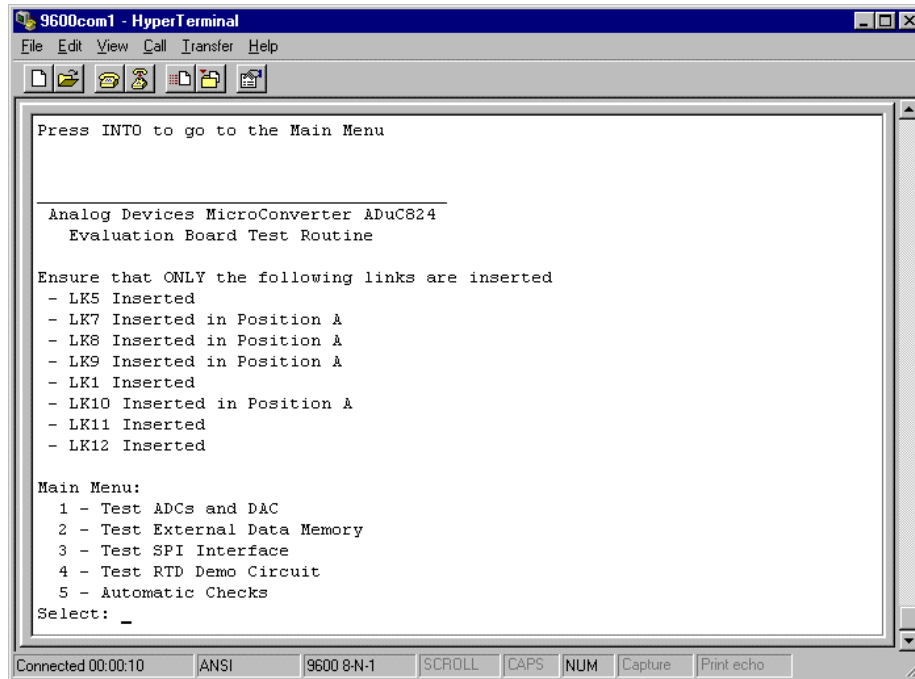 9600com1 - HyperTerminal
File Edit View Call Transfer Help
Press INT0 to go to the Main Menu
Analog Devices MicroConverter ADuC824
Evaluation Board Test Routine
Ensure that ONLY the following links are inserted
- LK5 Inserted
- LK7 Inserted in Position A
- LK8 Inserted in Position A
- LK9 Inserted in Position A
- LK1 Inserted
- LK10 Inserted in Position A
- LK11 Inserted
- LK12 Inserted
Main Menu:
1 - Test ADCs and DAC
2 - Test External Data Memory
3 - Test SPI Interface
4 - Test RTD Demo Circuit
5 - Automatic Checks
Select: _
Connected 00:00:10 ANSI 9600 8-N-1 SCROLL CAPS NUM Capture Print echo